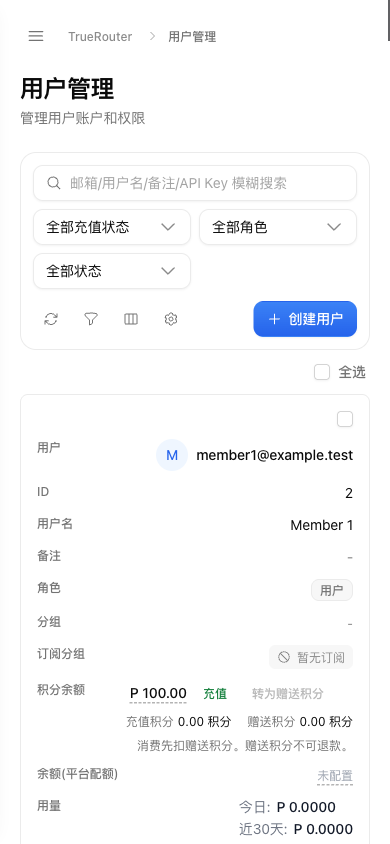 TrueRouter > 用户管理
用户管理
管理用户账户和权限
邮箱/用户名/备注/API Key 模糊搜索
全部充值状态 全部角色
全部状态
创建用户
全选
用户 M member1@example.test
ID 2
用户名 Member 1
备注 -
角色 用户
分组 -
订阅分组 暂无订阅
积分余额 P 100.00 充值 转为赠送积分
充值积分 0.00 积分 赠送积分 0.00 积分
消费先扣赠送积分。赠送积分不可退款。
余额(平台配额) 未配置
用量 今日: P 0.0000
近30天: P 0.0000